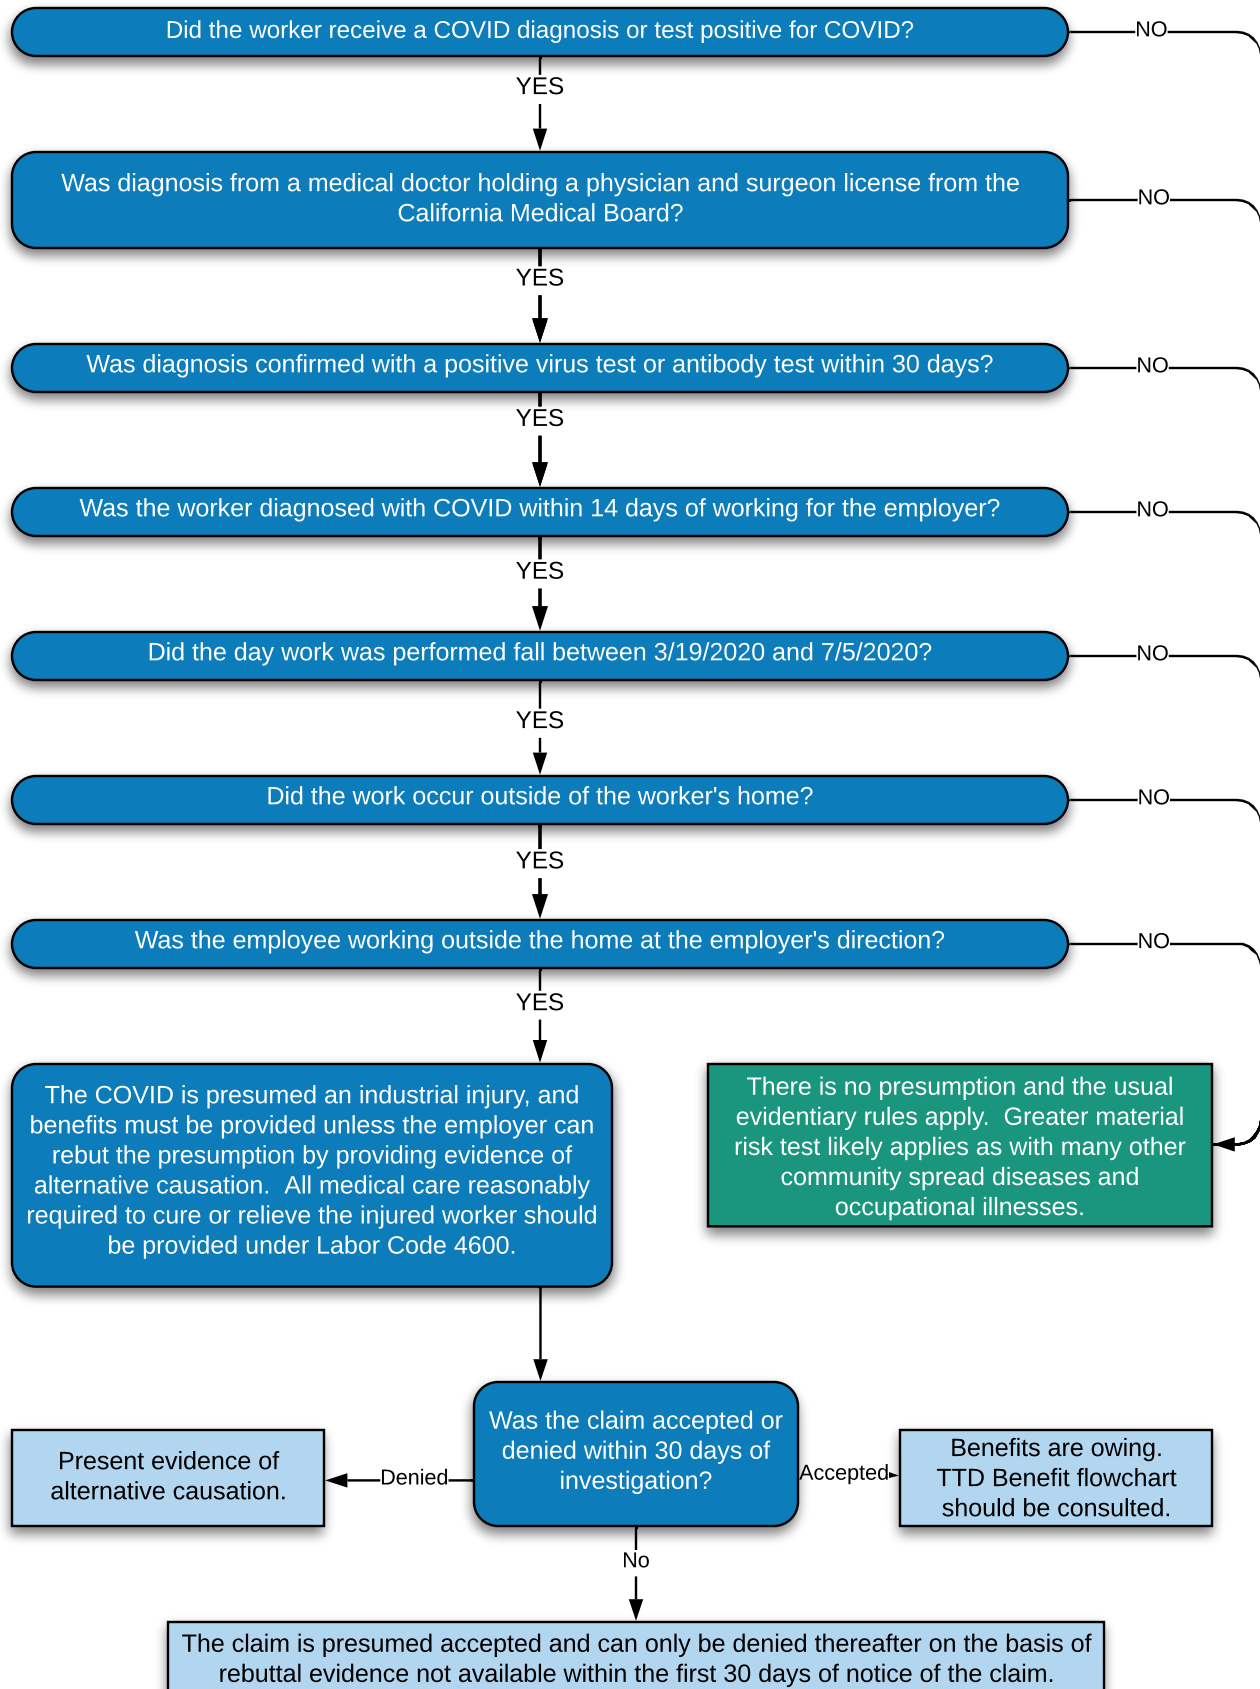 Did the worker receive a COVID diagnosis or test positive for COVID?
NO
YES
Was diagnosis from a medical doctor holding a physician and surgeon license from the
California Medical Board?
NO
YES
Was diagnosis confirmed with a positive virus test or antibody test within 30 days?
NO
YES
Was the worker diagnosed with COVID within 14 days of working for the employer?
NO
YES
Did the day work was performed fall between 3/19/2020 and 7/5/2020?
NO
YES
Did the work occur outside of the worker's home?
NO
YES
Was the employee working outside the home at the employer's direction?
NO
YES
The COVID is presumed an industrial injury, and
benefits must be provided unless the employer can
rebut the presumption by providing evidence of
alternative causation.  All medical care reasonably
required to cure or relieve the injured worker should
be provided under Labor Code 4600.
There is no presumption and the usual
evidentiary rules apply.  Greater material
risk test likely applies as with many other
community spread diseases and
occupational illnesses.
Was the claim accepted or
denied within 30 days of
investigation?
Denied
Present evidence of
alternative causation.
Accepted
Benefits are owing.
TTD Benefit flowchart
should be consulted.
No
The claim is presumed accepted and can only be denied thereafter on the basis of
rebuttal evidence not available within the first 30 days of notice of the claim.